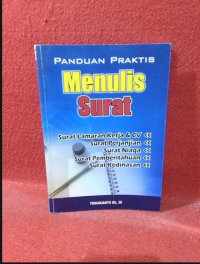 PANDUAN PRAKTIS
Menulis
Surat
Surat Lamaran Kerja & CV <<
Surat Perjanjian <<
Surat Niaga <<
Surat Pemberitahuan <<
Surat Kedinasan <<